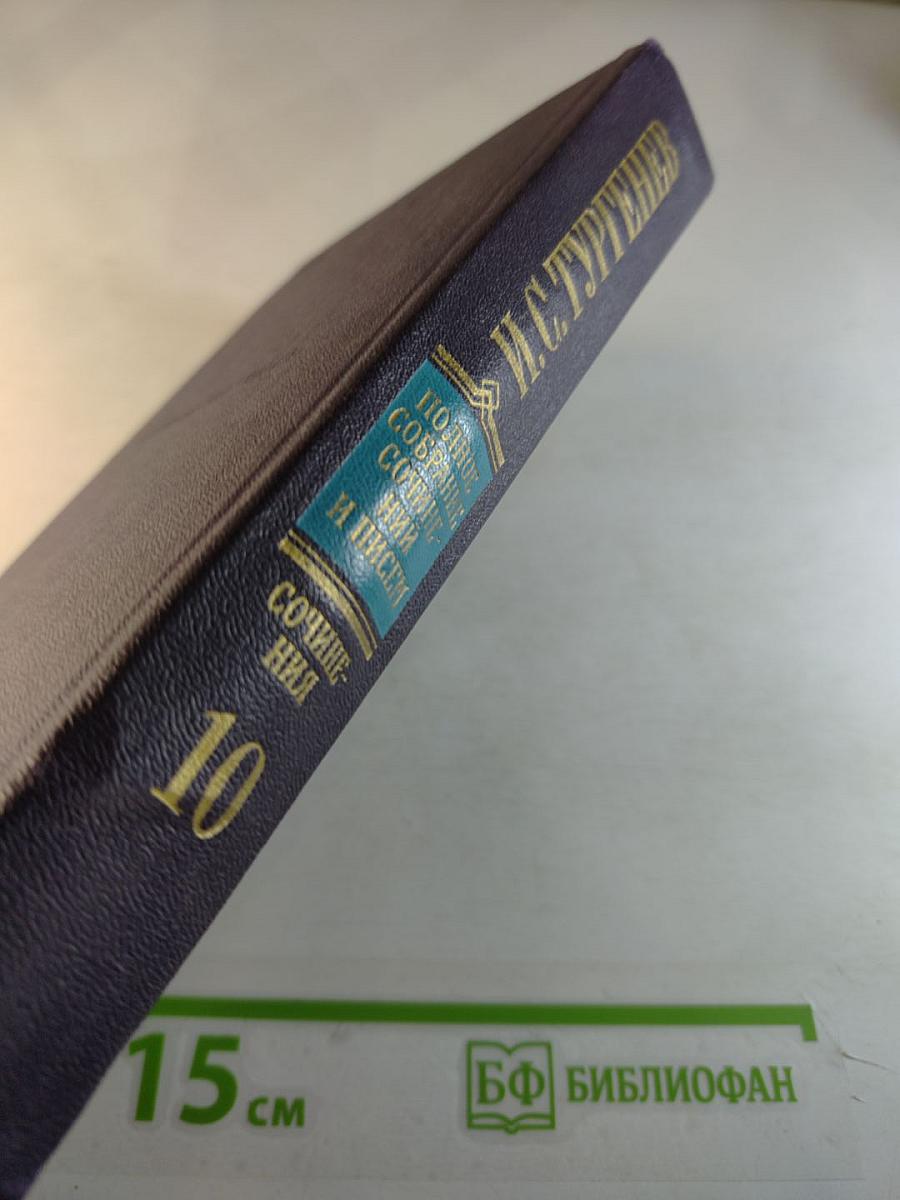 И.С.ТУРГЕНЕВ
ПОЛНОЕ
СОБРАНИЕ
СОЧИНЕ-
НИЙ
И ПИСЕМ
СОЧИНЕ-
НИЯ
10
15 см
БФ БИБЛИОФАН